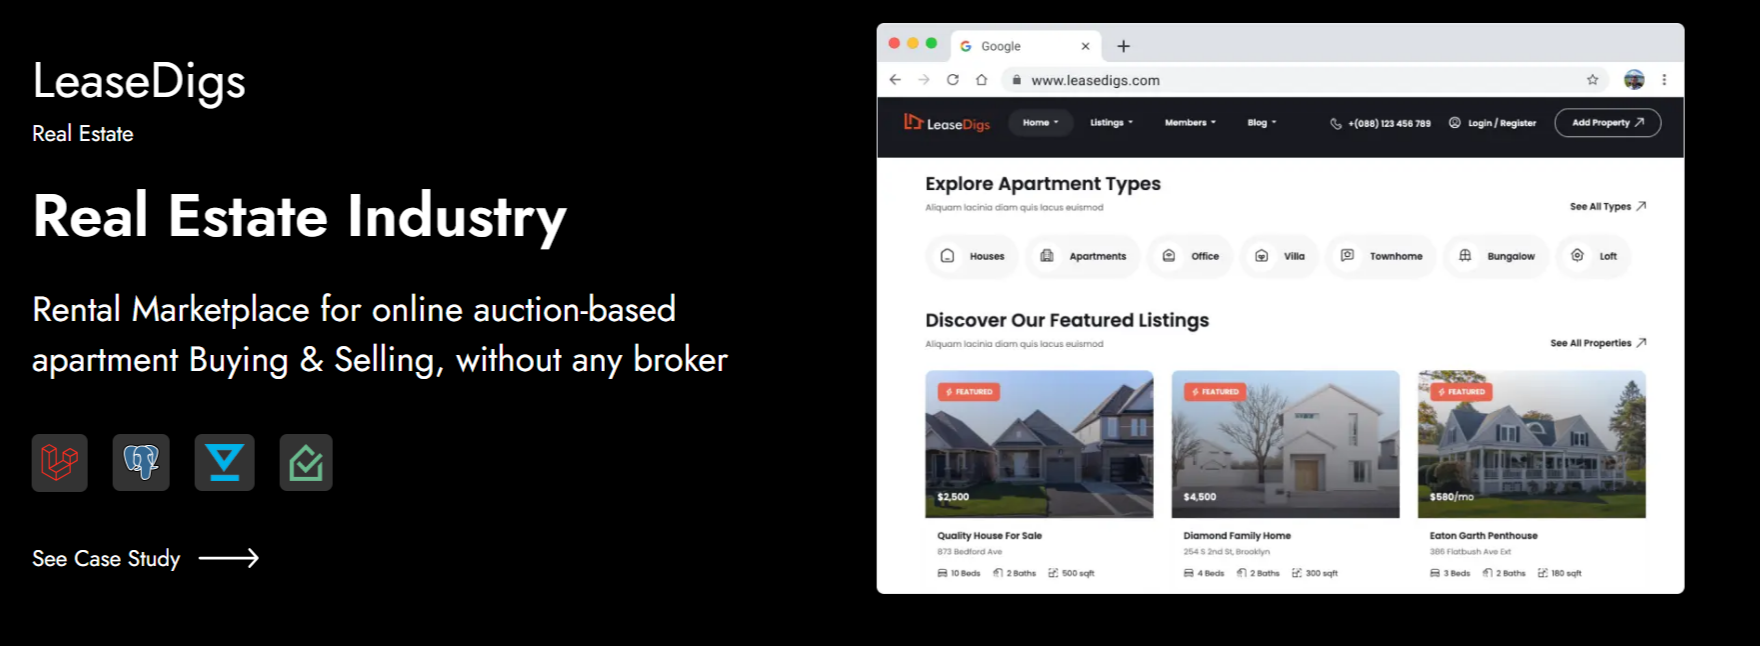 LeaseDigs
Real Estate
Real Estate Industry
Rental Marketplace for online auction-based
apartment Buying & Selling, without any broker
See Case Study
Google
www.leasedigs.com
LeaseDigs Home Listings Members Blog +(088) 123 456 789 Login / Register Add Property
Explore Apartment Types
Aliquam lacinia diam quis lacus euismod
See All Types
Houses Apartments Office Villa Townhome Bungalow Loft
Discover Our Featured Listings
Aliquam lacinia diam quis lacus euismod
See All Properties
FEATURED FEATURED FEATURED
$2,500 $4,500 $580/mo
Quality House For Sale Diamond Family Home Eaton Garth Penthouse
873 Bedford Ave 254 S 2nd St, Brooklyn 386 Flatbush Ave Ext
10 Beds 2 Baths 500 sqft 4 Beds 2 Baths 300 sqft 3 Beds 2 Baths 180 sqft